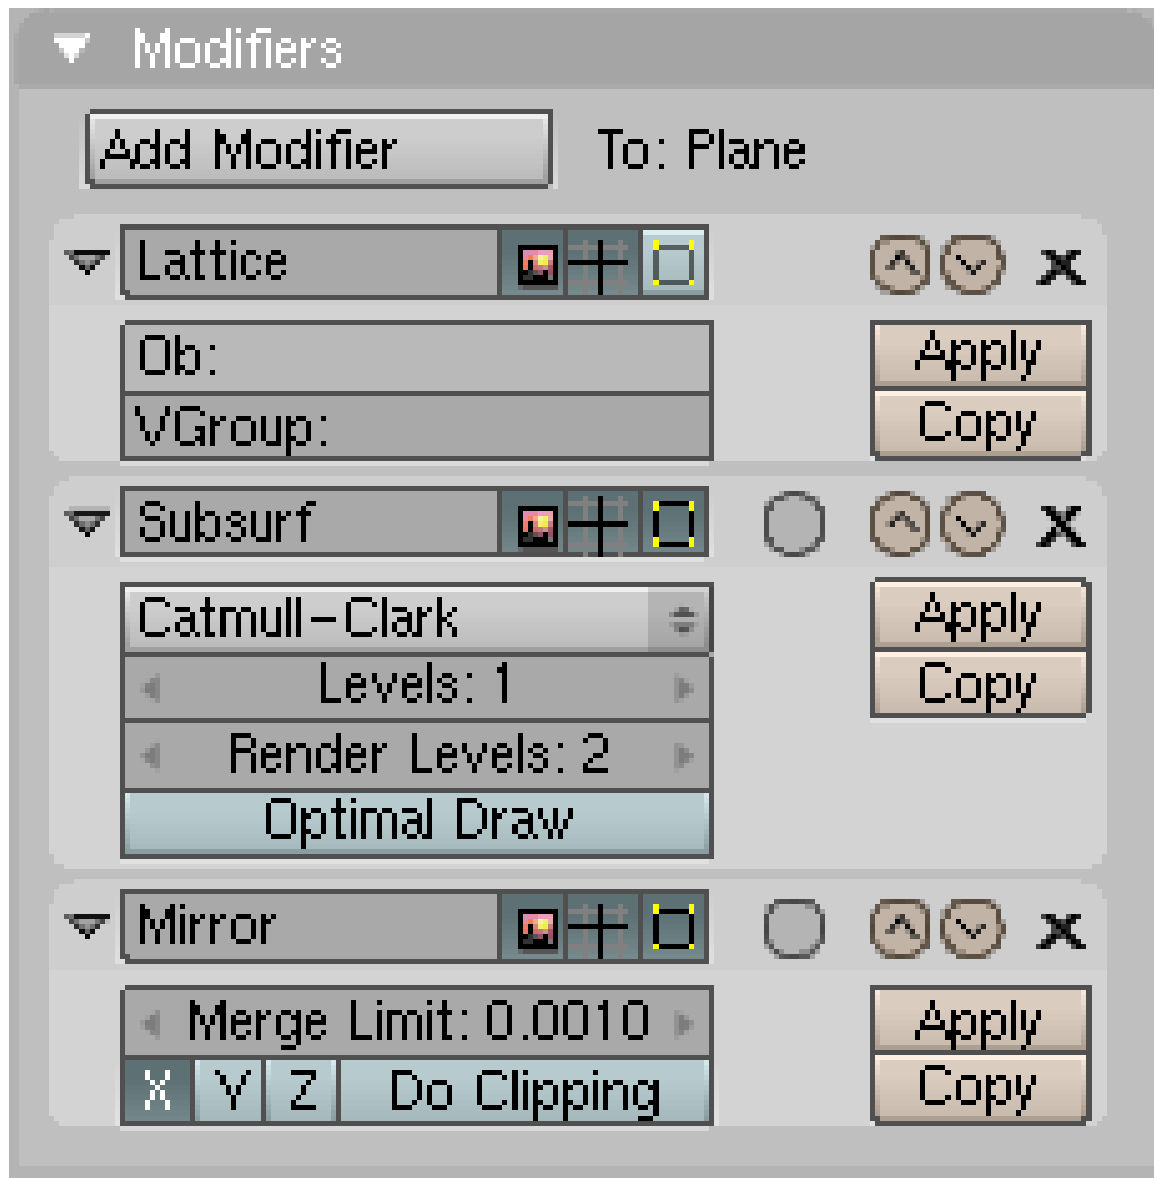 Modifiers
Add Modifier To: Plane
Lattice
Ob: Apply
VGroup: Copy
Subsurf
Catmull-Clark Apply
Levels: 1 Copy
Render Levels: 2
Optimal Draw
Mirror
Merge Limit: 0.0010 Apply
X Y Z Do Clipping Copy